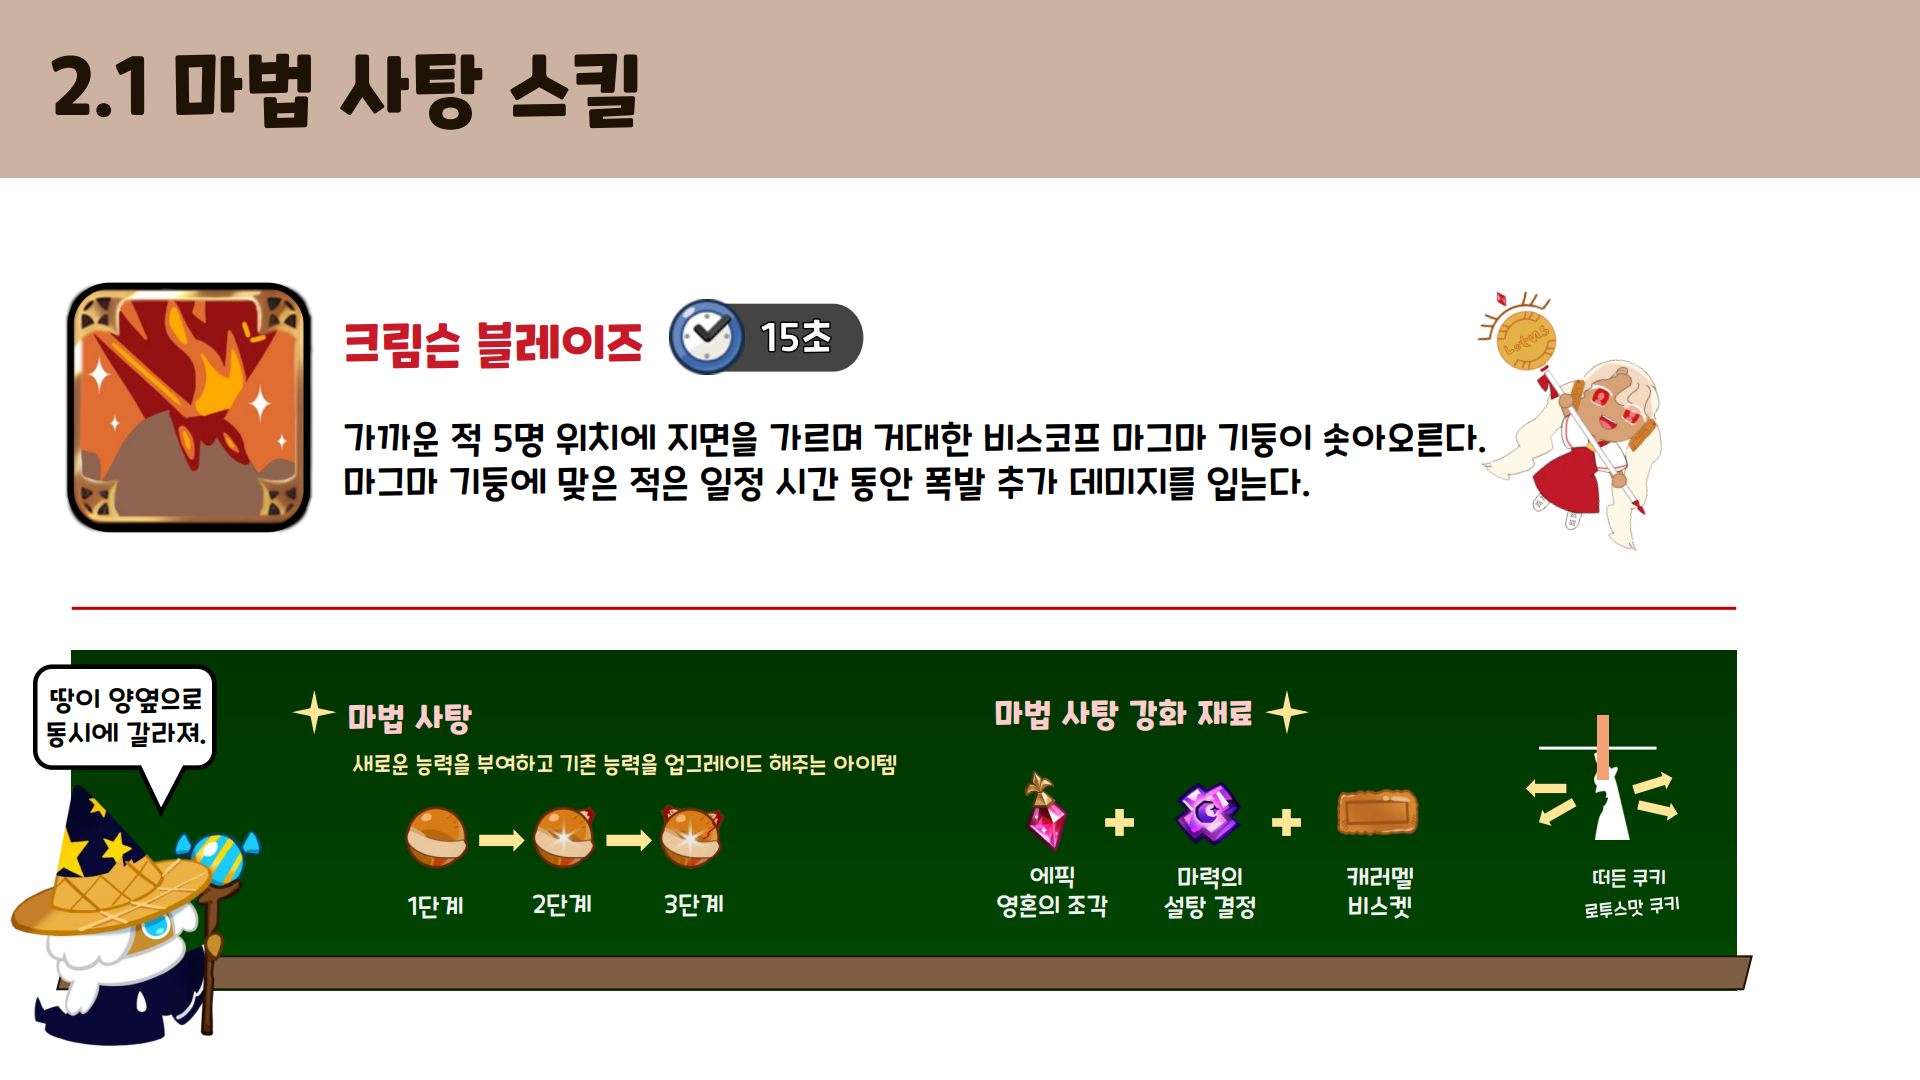 2.1 마법 사탕 스킬
크림슨 블레이즈
15초
가까운 적 5명 위치에 지면을 가르며 거대한 비스코프 마그마 기둥이 솟아오른다.
마그마 기둥에 맞은 적은 일정 시간 동안 폭발 추가 데미지를 입는다.
Lotus
땅이 양옆으로
동시에 갈라져.
마법 사탕
새로운 능력을 부여하고 기존 능력을 업그레이드 해주는 아이템
1단계
2단계
3단계
마법 사탕 강화 재료
에픽
영혼의 조각
마력의
설탕 결정
캐러멜
비스켓
떠든 쿠키
로투스맛 쿠키